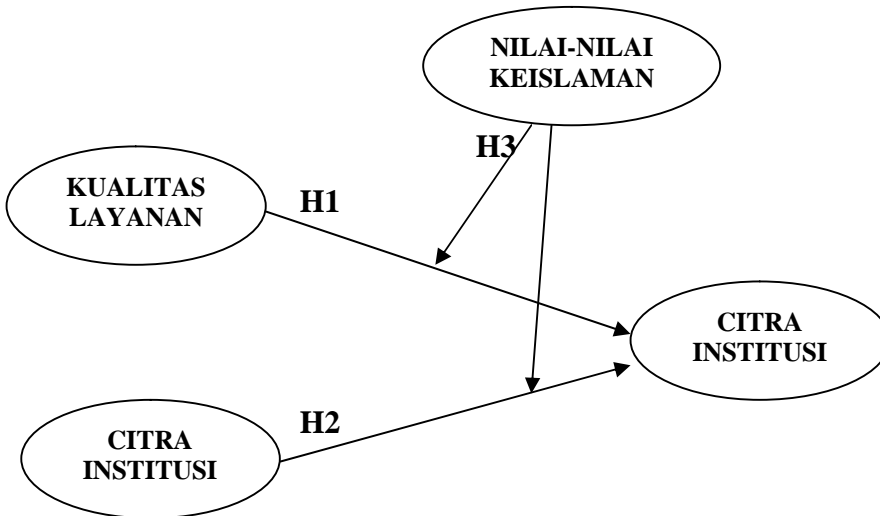 NILAI-NILAI
KEISLAMAN
H3
KUALITAS
LAYANAN
H1
CITRA
INSTITUSI
H2
CITRA
INSTITUSI